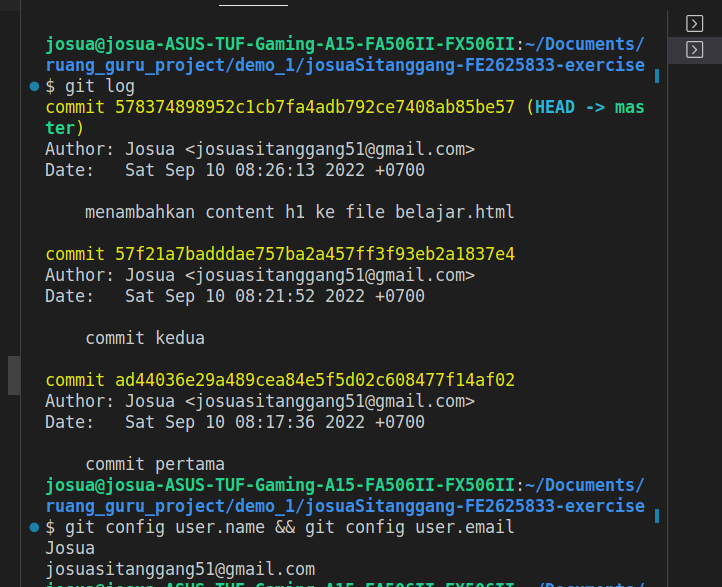 josua@josua-ASUS-TUF-Gaming-A15-FA506II-FX506II:~/Documents/
ruang_guru_project/demo_1/josuaSitanggang-FE2625833-exercise
$ git log
commit 578374898952c1cb7fa4adb792ce7408ab85be57 (HEAD -> mas
ter)
Author: Josua <josuasitanggang51@gmail.com>
Date:   Sat Sep 10 08:26:13 2022 +0700
    menambahkan content h1 ke file belajar.html
commit 57f21a7badddae757ba2a457ff3f93eb2a1837e4
Author: Josua <josuasitanggang51@gmail.com>
Date:   Sat Sep 10 08:21:52 2022 +0700
    commit kedua
commit ad44036e29a489cea84e5f5d02c608477f14af02
Author: Josua <josuasitanggang51@gmail.com>
Date:   Sat Sep 10 08:17:36 2022 +0700
    commit pertama
josua@josua-ASUS-TUF-Gaming-A15-FA506II-FX506II:~/Documents/
ruang_guru_project/demo_1/josuaSitanggang-FE2625833-exercise
$ git config user.name && git config user.email
Josua
josuasitanggang51@gmail.com